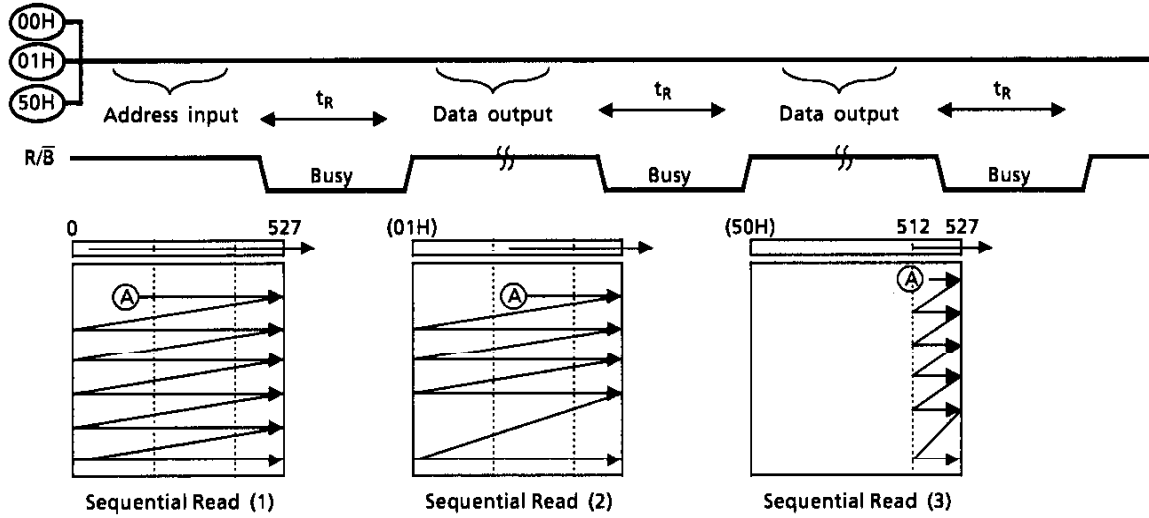 00H
01H
50H
Address input
tR
Data output
tR
Data output
tR
R/B̅
Busy
Busy
Busy
0 527
(01H)
(50H) 512 527
A
A
A
Sequential Read (1)
Sequential Read (2)
Sequential Read (3)